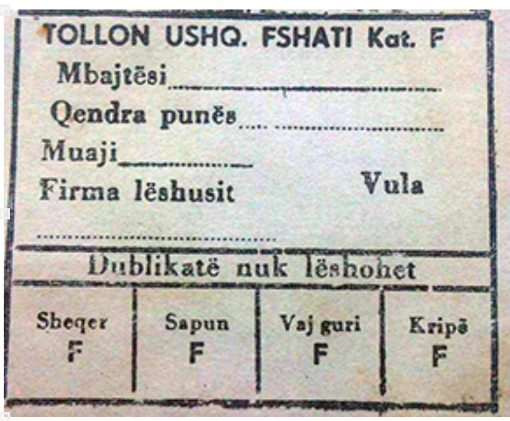 TOLLON USHQ. FSHATI Kat. F
Mbajtësi
Qendra punës
Muaji
Firma lëshusit Vula
Dublikatë nuk lëshohet
Sheqer Sapun Vaj guri Kripë
F F F F